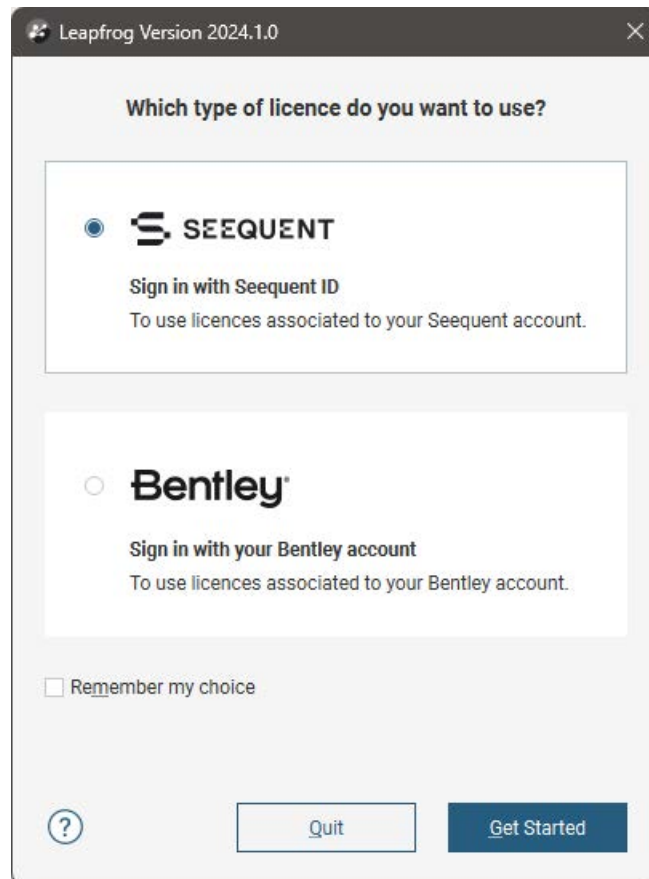 Leapfrog Version 2024.1.0
Which type of licence do you want to use?
SEEQUENT
Sign in with Seequent ID
To use licences associated to your Seequent account.
Bentley®
Sign in with your Bentley account
To use licences associated to your Bentley account.
Remember my choice
?
Quit
Get Started